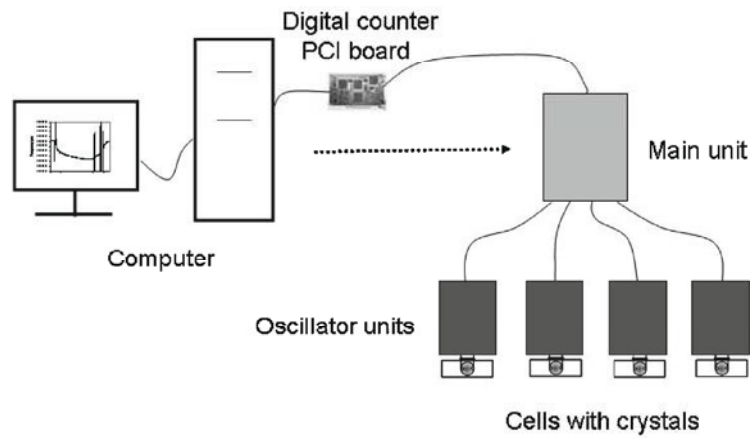 Digital counter
PCI board
Main unit
Computer
Oscillator units
Cells with crystals